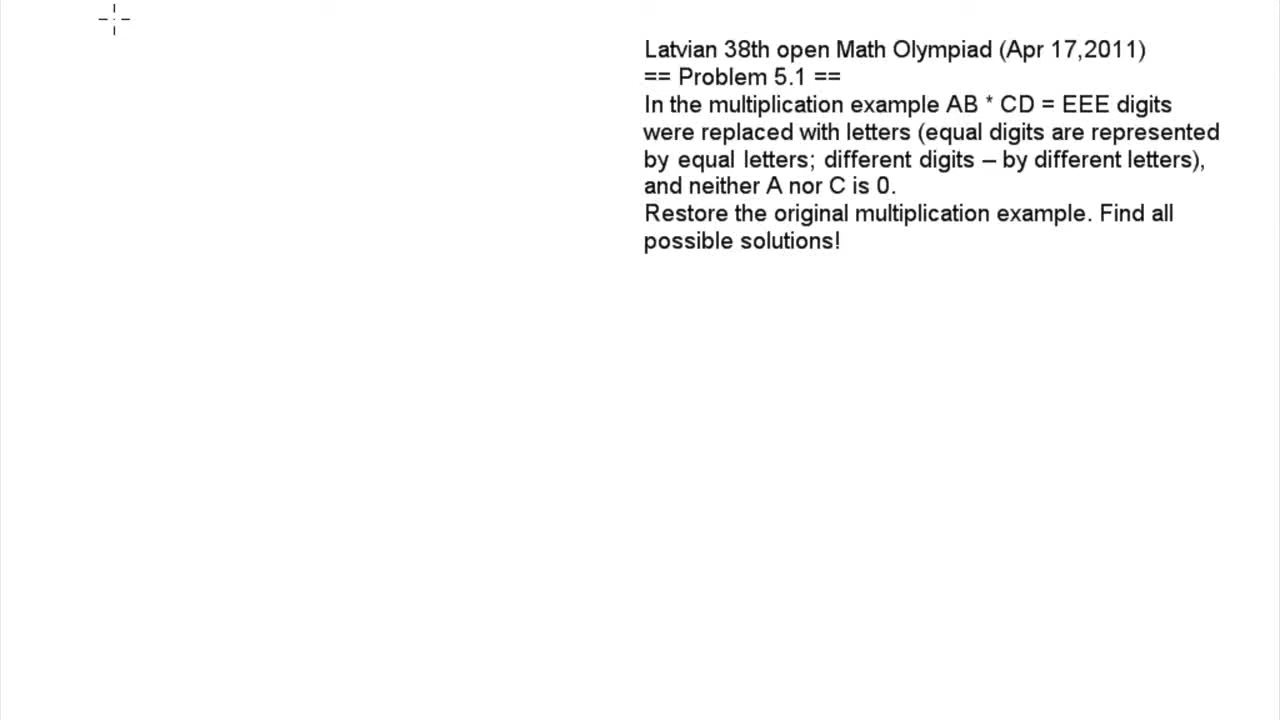 Latvian 38th open Math Olympiad (Apr 17,2011)
== Problem 5.1 ==
In the multiplication example AB * CD = EEE digits
were replaced with letters (equal digits are represented
by equal letters; different digits – by different letters),
and neither A nor C is 0.
Restore the original multiplication example. Find all
possible solutions!